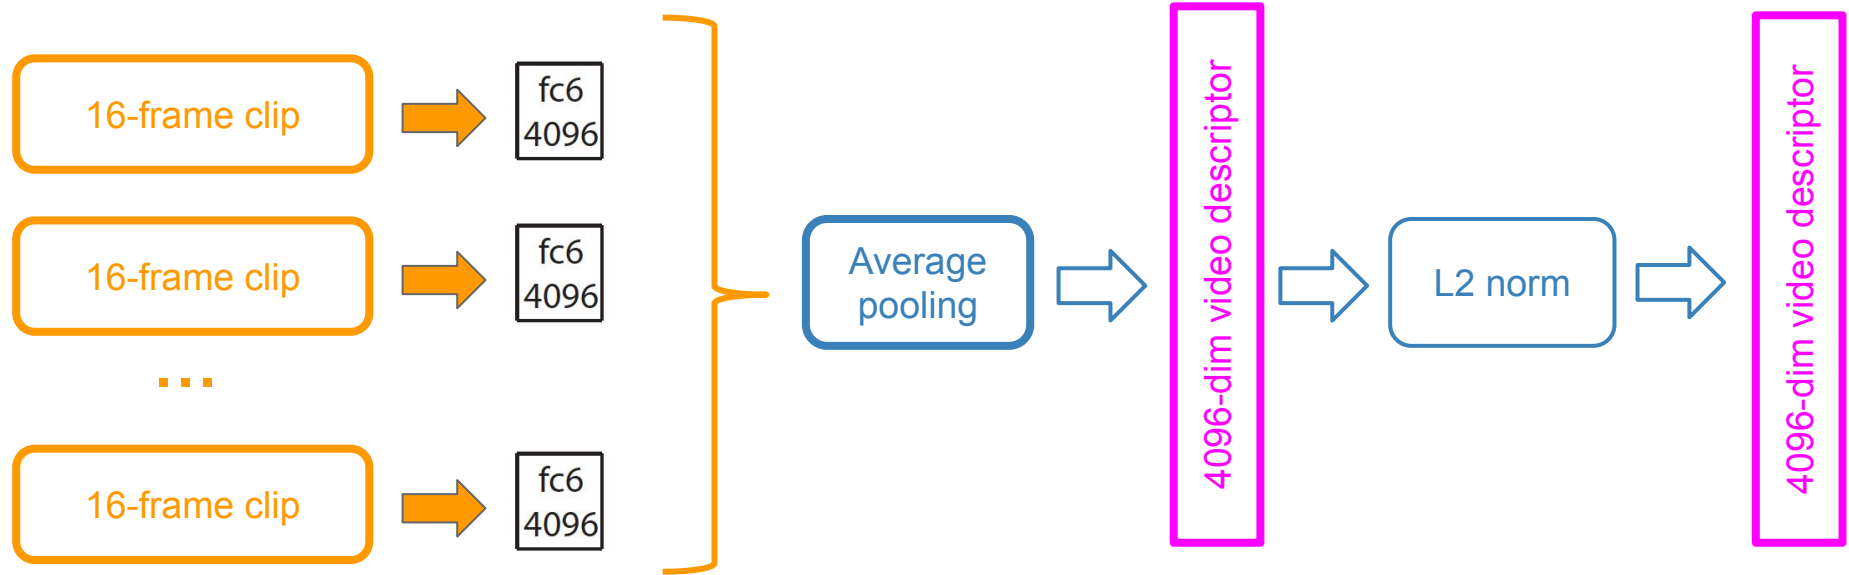 16-frame clip
fc6
4096
16-frame clip
fc6
4096
...
16-frame clip
fc6
4096
Average
pooling
4096-dim video descriptor
L2 norm
4096-dim video descriptor